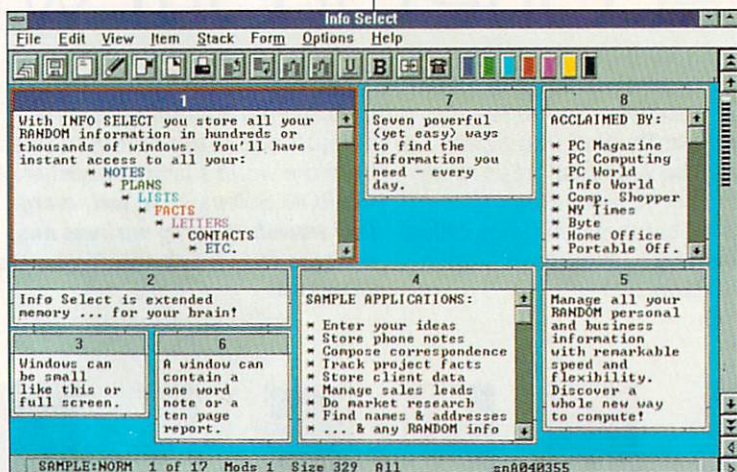 Info Select
File Edit View Item Stack Form Options Help
U B
1
With INFO SELECT you store all your
RANDOM information in hundreds or
thousands of windows. You'll have
instant access to all your:
* NOTES
* PLANS
* LISTS
* FACTS
* LETTERS
* CONTACTS
* ETC.
7
Seven powerful
(yet easy) ways
to find the
information you
need - every
day.
8
ACCLAIMED BY:
* PC Magazine
* PC Computing
* PC World
* Info World
* Comp. Shopper
* NY Times
* Byte
* Home Office
* Portable Off.
2
Info Select is extended
memory ... for your brain!
3
Windows can
be small
like this or
full screen.
6
A window can
contain a
one word
note or a
ten page
report.
4
SAMPLE APPLICATIONS:
* Enter your ideas
* Store phone notes
* Compose correspondence
* Track project facts
* Store client data
* Manage sales leads
* Do market research
* Find names & addresses
* ... & any RANDOM info
5
Manage all your
RANDOM personal
and business
information
with remarkable
speed and
flexibility.
Discover a
whole new way
to compute!
SAMPLE:NORM 1 of 17 Mods 1 Size 329 All snA040355